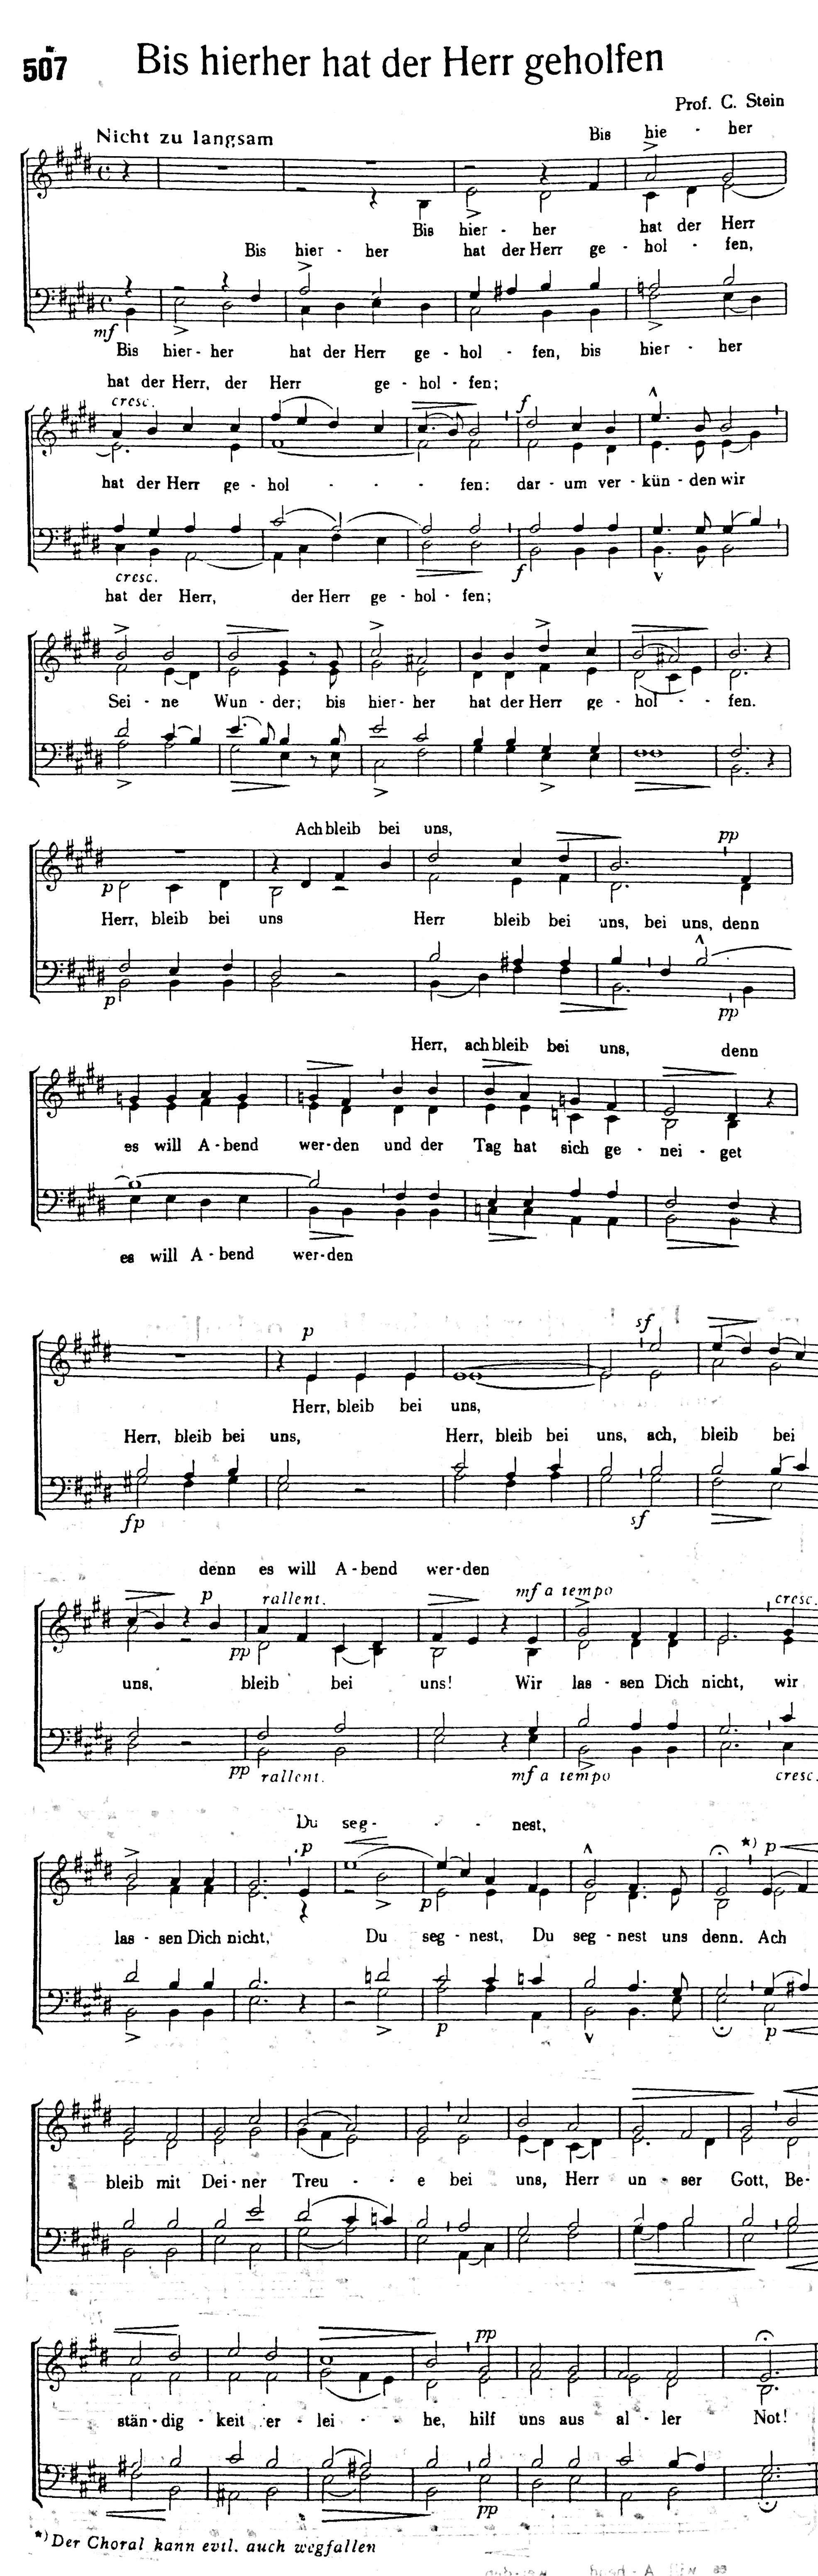 507 Bis hierher hat der Herr geholfen
Prof. C. Stein
Nicht zu langsam
Bis hie - her
Bis hier - her hat der Herr
Bis hier - her hat der Herr ge - hol - fen,
mf
Bis hier - her hat der Herr ge - hol - fen, bis hier - her
hat der Herr, der Herr ge - hol - fen;
cresc. f
hat der Herr ge - hol - - - fen: dar - um ver - kün - den wir
cresc. f
hat der Herr, der Herr ge - hol - fen;
Sei - ne Wun - der; bis hier - her hat der Herr ge - hol - - fen.
Ach bleib bei uns,
pp
p
Herr, bleib bei uns Herr bleib bei uns, bei uns, denn
p pp
Herr, ach bleib bei uns, denn
es will A - bend wer - den und der Tag hat sich ge - nei - get
es will A - bend wer - den
p sf
Herr, bleib bei uns,
Herr, bleib bei uns, Herr, bleib bei uns, ach, bleib bei
fp sf
denn es will A - bend wer - den
p rallent. mf a tempo cresc.
pp
uns, bleib bei uns! Wir las - sen Dich nicht, wir
pp rallent. mf a tempo cresc.
Du seg - - - nest,
p *) p
p
las - sen Dich nicht, Du seg - nest, Du seg - nest uns denn. Ach
p p
bleib mit Dei - ner Treu - - e bei uns, Herr un - ser Gott, Be-
pp
stän - dig - keit er - lei - - he, hilf uns aus al - ler Not!
pp
*) Der Choral kann evtl. auch wegfallen